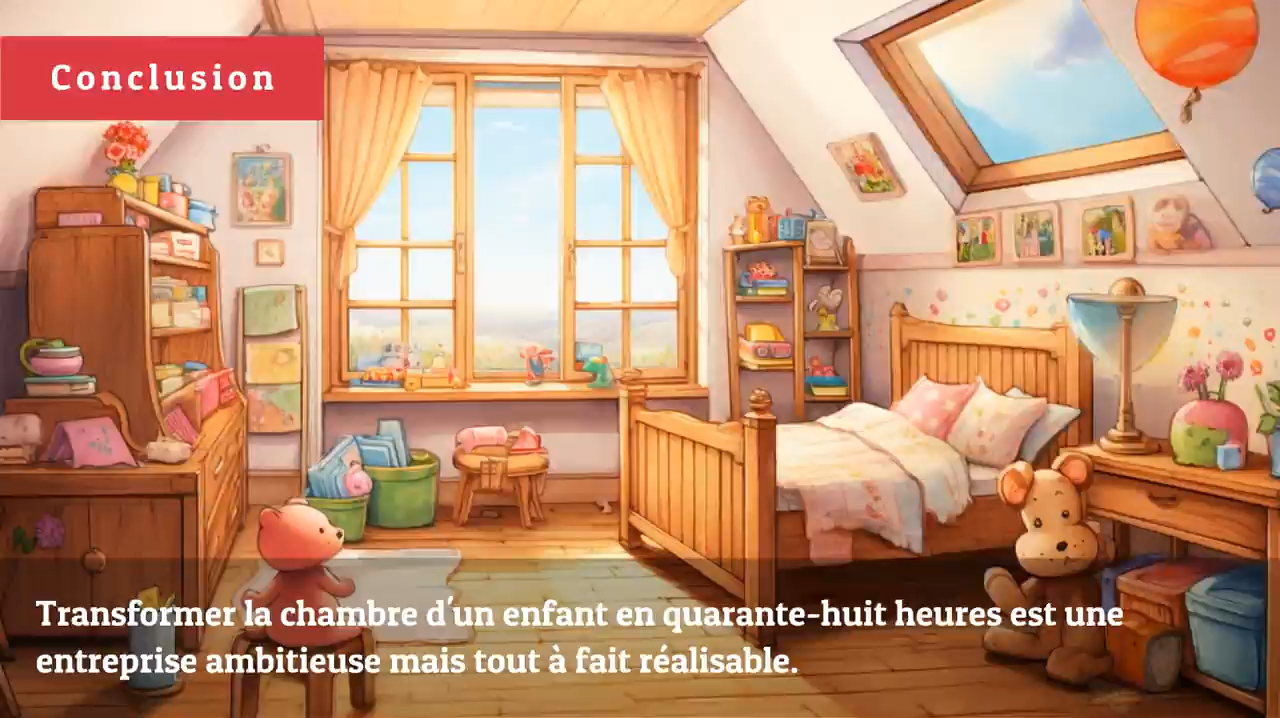 Conclusion
Transformer la chambre d'un enfant en quarante-huit heures est une
entreprise ambitieuse mais tout à fait réalisable.